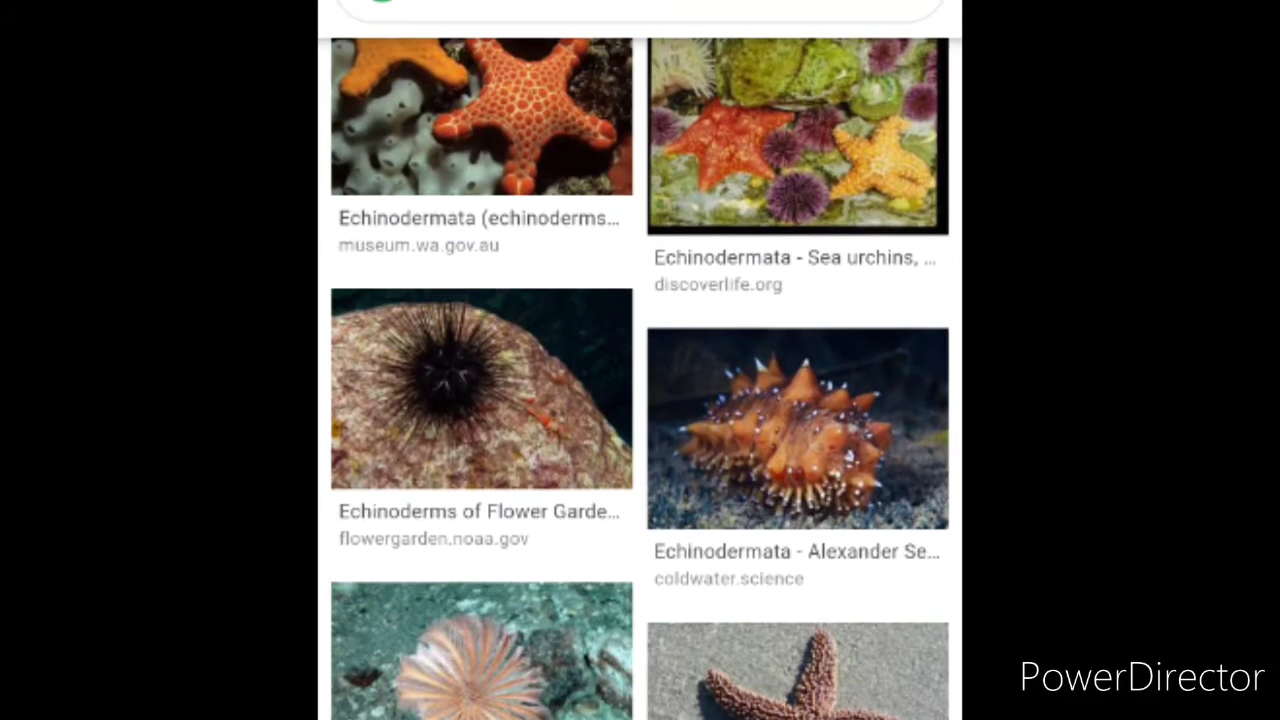 Echinodermata (echinoderms...
museum.wa.gov.au
Echinodermata - Sea urchins, ...
discoverlife.org
Echinoderms of Flower Garde...
flowergarden.noaa.gov
Echinodermata - Alexander Se...
coldwater.science
PowerDirector